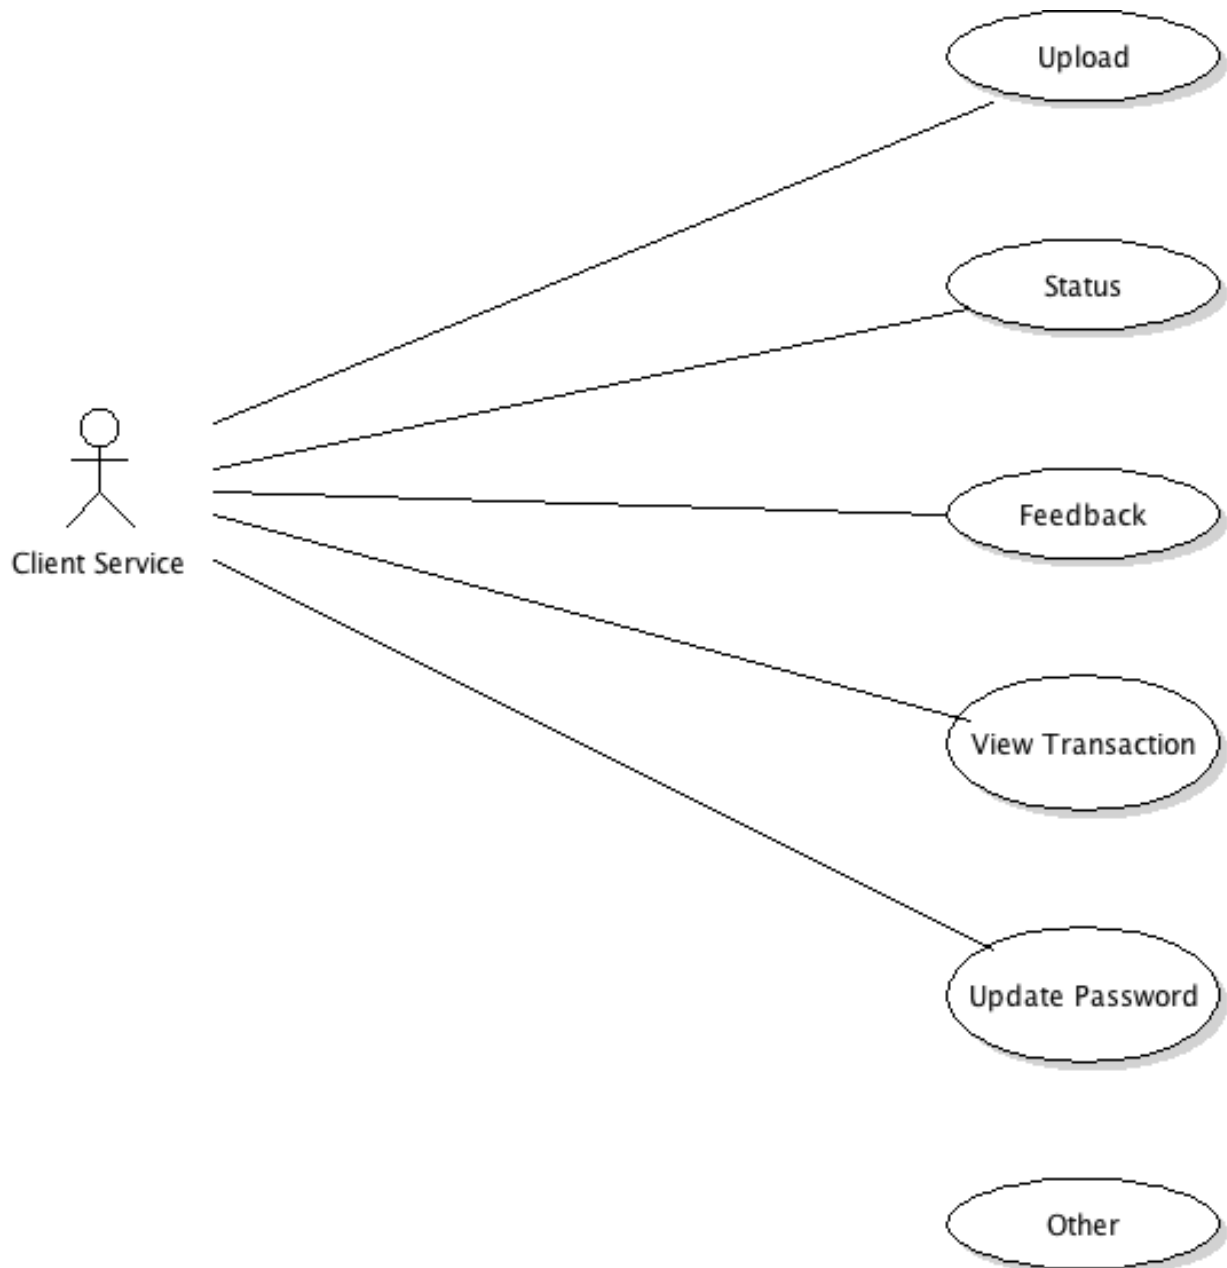 Upload
Status
Feedback
Client Service
View Transaction
Update Password
Other